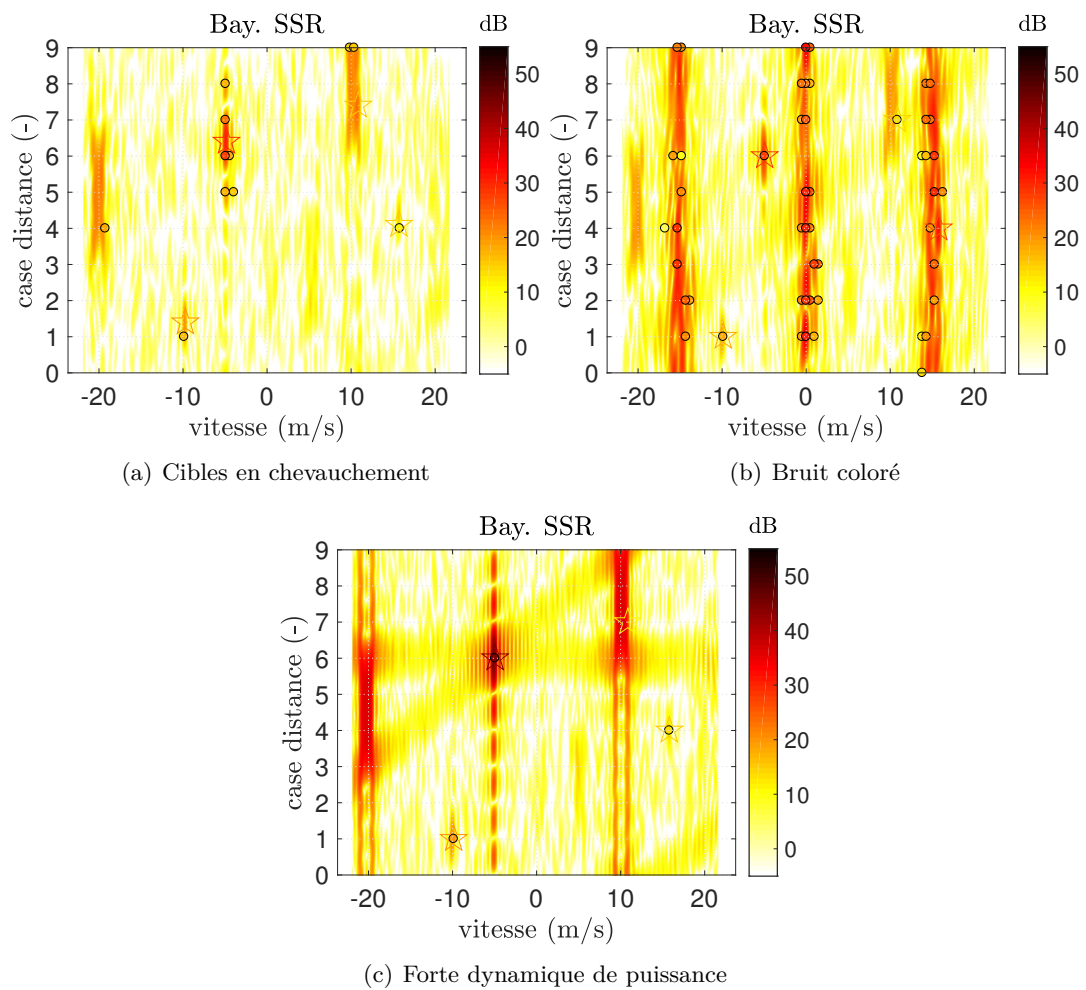 Bay. SSR
dB
9
8
7
6
5
4
3
2
1
0
case distance (-)
-20 -10 0 10 20
vitesse (m/s)
50
40
30
20
10
0
(a) Cibles en chevauchement
Bay. SSR
dB
9
8
7
6
5
4
3
2
1
0
case distance (-)
-20 -10 0 10 20
vitesse (m/s)
50
40
30
20
10
0
(b) Bruit coloré
Bay. SSR
dB
9
8
7
6
5
4
3
2
1
0
case distance (-)
-20 -10 0 10 20
vitesse (m/s)
50
40
30
20
10
0
(c) Forte dynamique de puissance